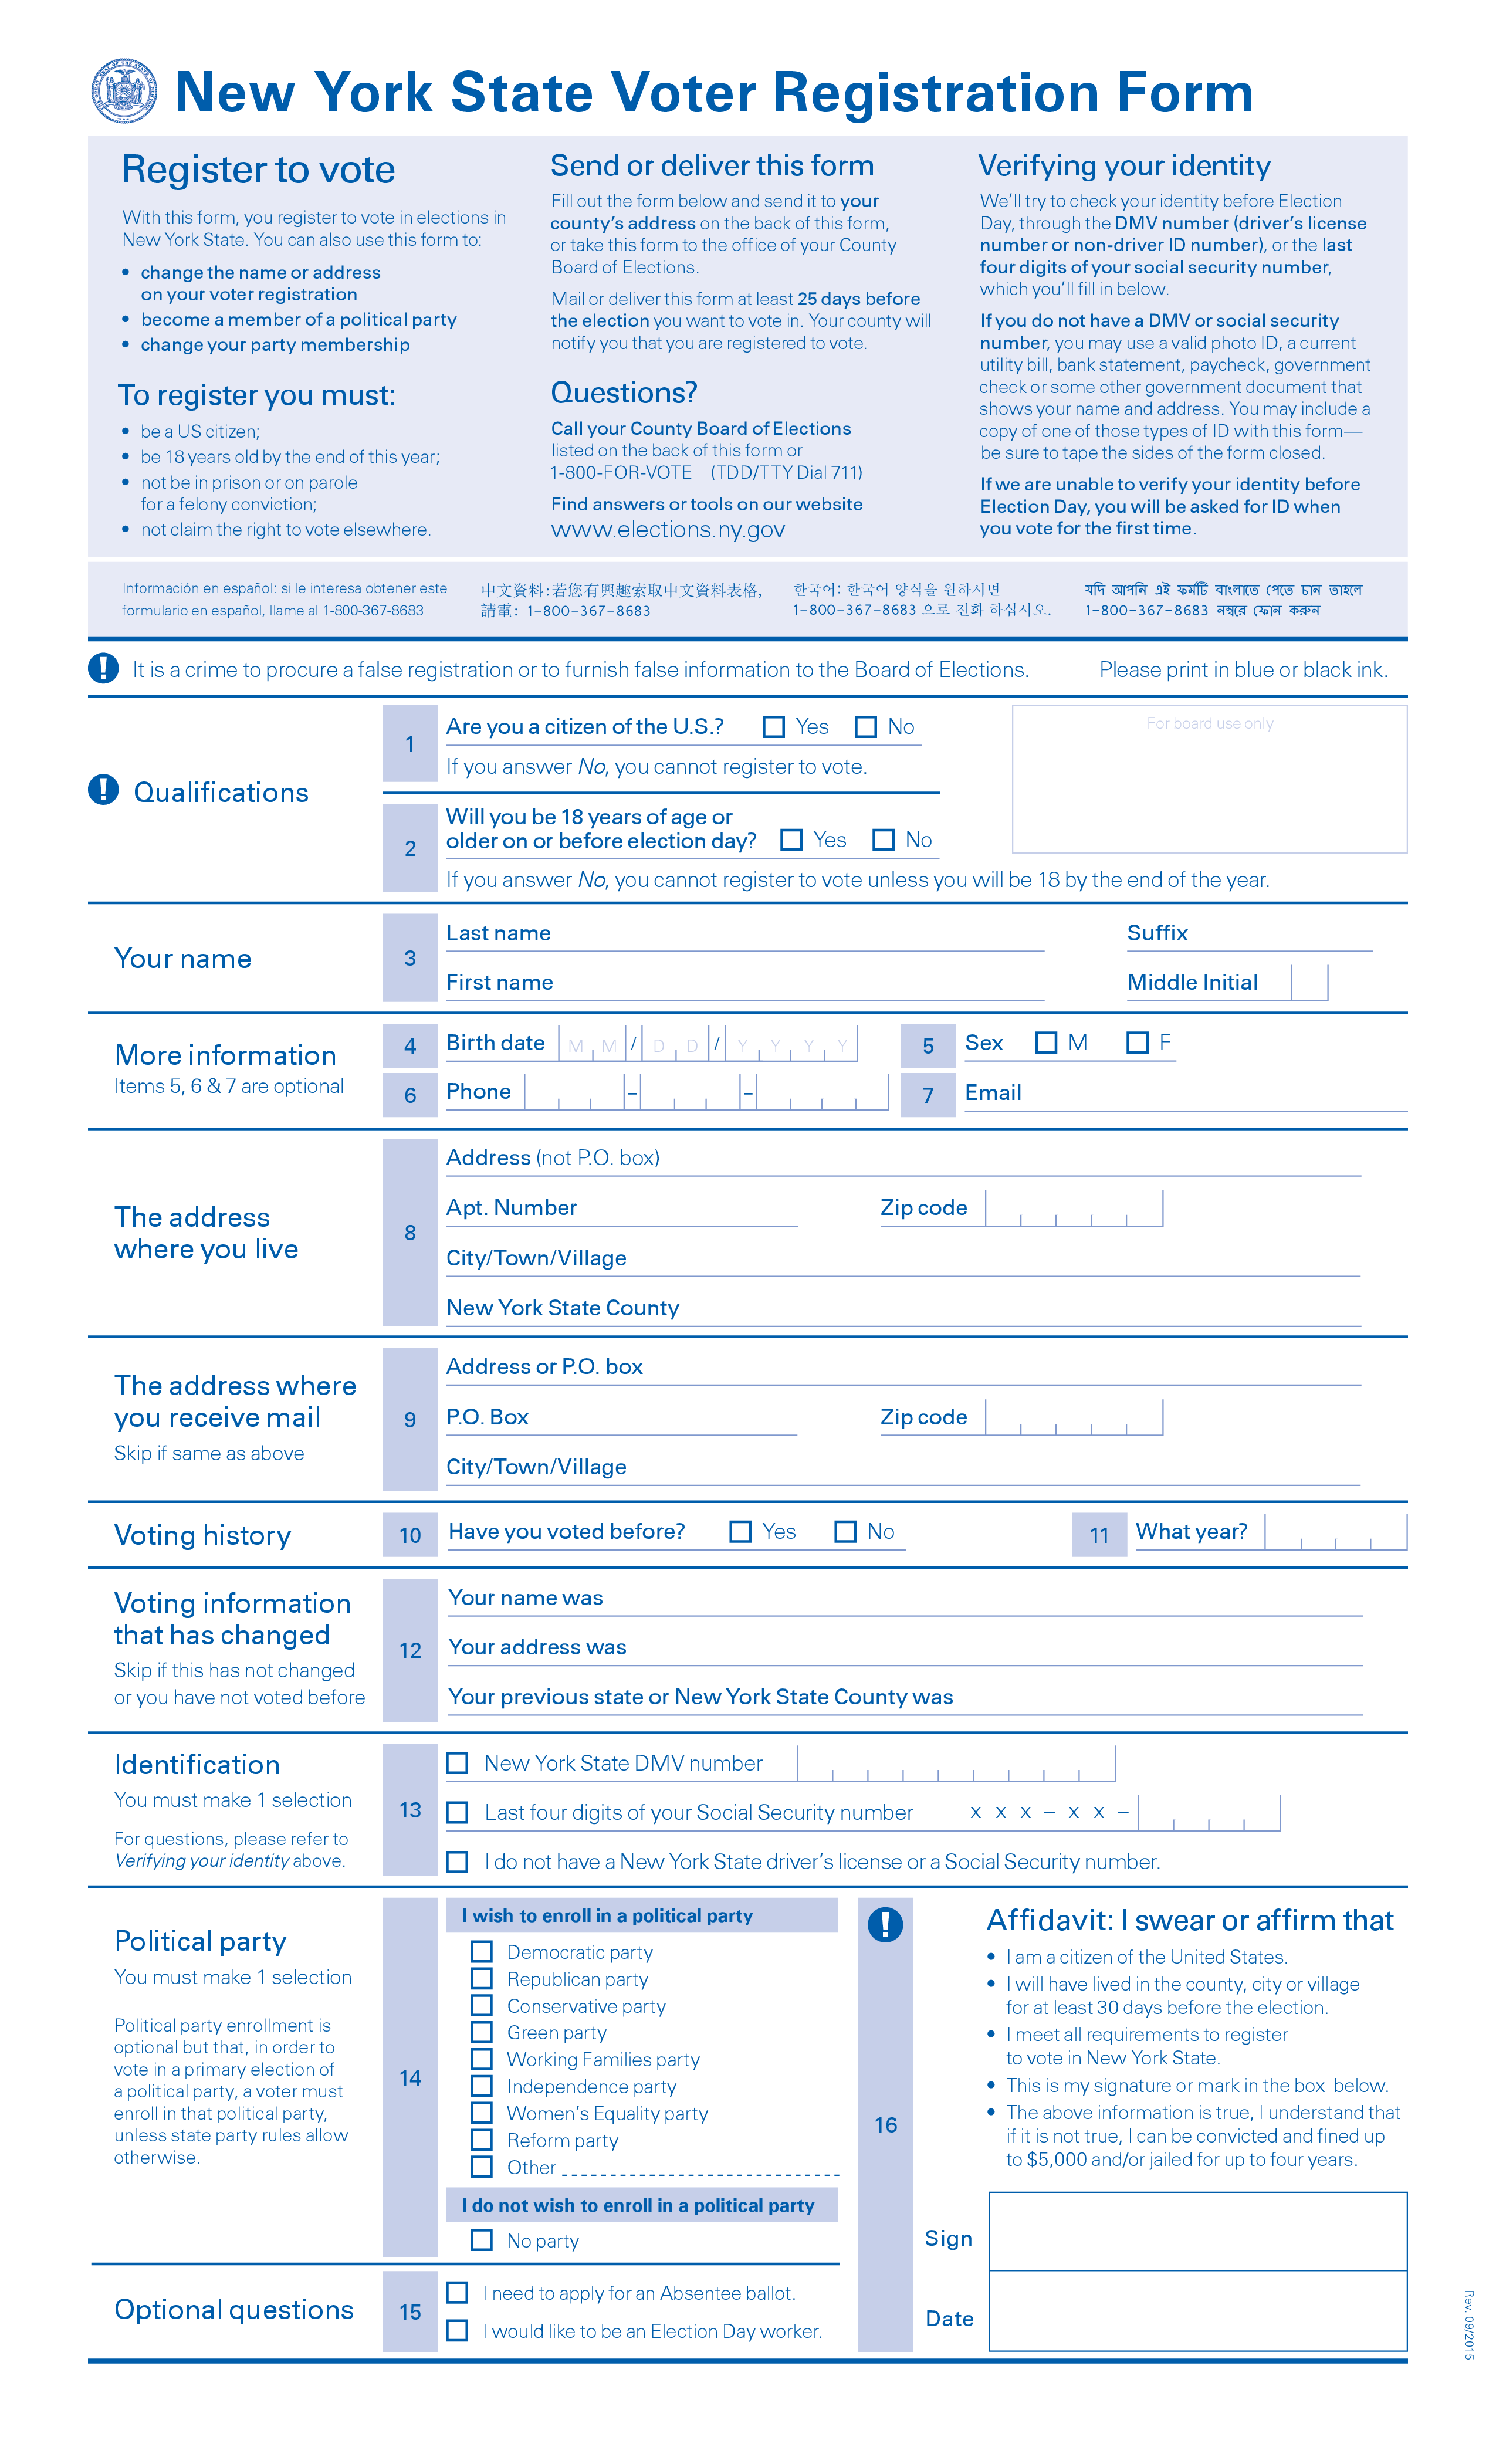 New York State Voter Registration Form
Register to vote
With this form, you register to vote in elections in
New York State. You can also use this form to:
• change the name or address
on your voter registration
• become a member of a political party
• change your party membership
To register you must:
• be a US citizen;
• be 18 years old by the end of this year;
• not be in prison or on parole
for a felony conviction;
• not claim the right to vote elsewhere.
Send or deliver this form
Fill out the form below and send it to your
county's address on the back of this form,
or take this form to the office of your County
Board of Elections.
Mail or deliver this form at least 25 days before
the election you want to vote in. Your county will
notify you that you are registered to vote.
Questions?
Call your County Board of Elections
listed on the back of this form or
1-800-FOR-VOTE (TDD/TTY Dial 711)
Find answers or tools on our website
www.elections.ny.gov
Verifying your identity
We'll try to check your identity before Election
Day, through the DMV number (driver's license
number or non-driver ID number), or the last
four digits of your social security number,
which you'll fill in below.
If you do not have a DMV or social security
number, you may use a valid photo ID, a current
utility bill, bank statement, paycheck, government
check or some other government document that
shows your name and address. You may include a
copy of one of those types of ID with this form—
be sure to tape the sides of the form closed.
If we are unable to verify your identity before
Election Day, you will be asked for ID when
you vote for the first time.
Información en español: si le interesa obtener este
formulario en español, llame al 1-800-367-8683
中文資料:若您有興趣索取中文資料表格,
請電: 1-800-367-8683
한국어: 한국어 양식을 원하시면
1-800-367-8683 으로 전화 하십시오.
যদি আপনি এই ফর্মটি বাংলাতে পেতে চান তাহলে
1-800-367-8683 নম্বরে ফোন করুন
! It is a crime to procure a false registration or to furnish false information to the Board of Elections. Please print in blue or black ink.
! Qualifications
1 Are you a citizen of the U.S.? Yes No
If you answer No, you cannot register to vote.
For board use only
2 Will you be 18 years of age or
older on or before election day? Yes No
If you answer No, you cannot register to vote unless you will be 18 by the end of the year.
Your name
3 Last name Suffix
First name Middle Initial
More information
Items 5, 6 & 7 are optional
4 Birth date M M / D D / Y Y Y Y
5 Sex M F
6 Phone – –
7 Email
The address
where you live
8 Address (not P.O. box)
Apt. Number Zip code
City/Town/Village
New York State County
The address where
you receive mail
Skip if same as above
9 Address or P.O. box
P.O. Box Zip code
City/Town/Village
Voting history
10 Have you voted before? Yes No
11 What year?
Voting information
that has changed
Skip if this has not changed
or you have not voted before
12 Your name was
Your address was
Your previous state or New York State County was
Identification
You must make 1 selection
For questions, please refer to
Verifying your identity above.
13 New York State DMV number
Last four digits of your Social Security number x x x – x x –
I do not have a New York State driver's license or a Social Security number.
Political party
You must make 1 selection
Political party enrollment is
optional but that, in order to
vote in a primary election of
a political party, a voter must
enroll in that political party,
unless state party rules allow
otherwise.
14 I wish to enroll in a political party
Democratic party
Republican party
Conservative party
Green party
Working Families party
Independence party
Women's Equality party
Reform party
Other
I do not wish to enroll in a political party
No party
Optional questions
15 I need to apply for an Absentee ballot.
I would like to be an Election Day worker.
! 16
Affidavit: I swear or affirm that
• I am a citizen of the United States.
• I will have lived in the county, city or village
for at least 30 days before the election.
• I meet all requirements to register
to vote in New York State.
• This is my signature or mark in the box below.
• The above information is true, I understand that
if it is not true, I can be convicted and fined up
to $5,000 and/or jailed for up to four years.
Sign
Date
Rev. 09/2015